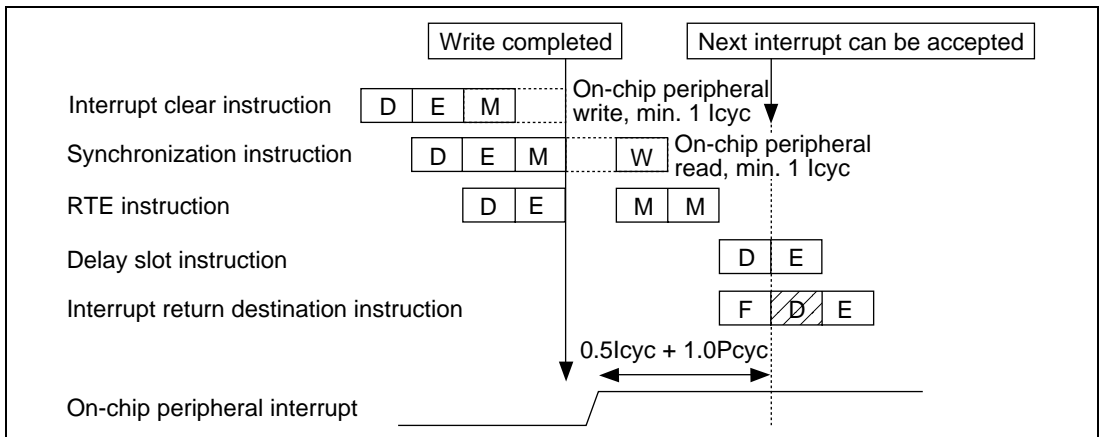 Write completed
Next interrupt can be accepted
Interrupt clear instruction D E M On-chip peripheral
write, min. 1 Icyc
Synchronization instruction D E M W On-chip peripheral
read, min. 1 Icyc
RTE instruction D E M M
Delay slot instruction D E
Interrupt return destination instruction F D E
0.5Icyc + 1.0Pcyc
On-chip peripheral interrupt